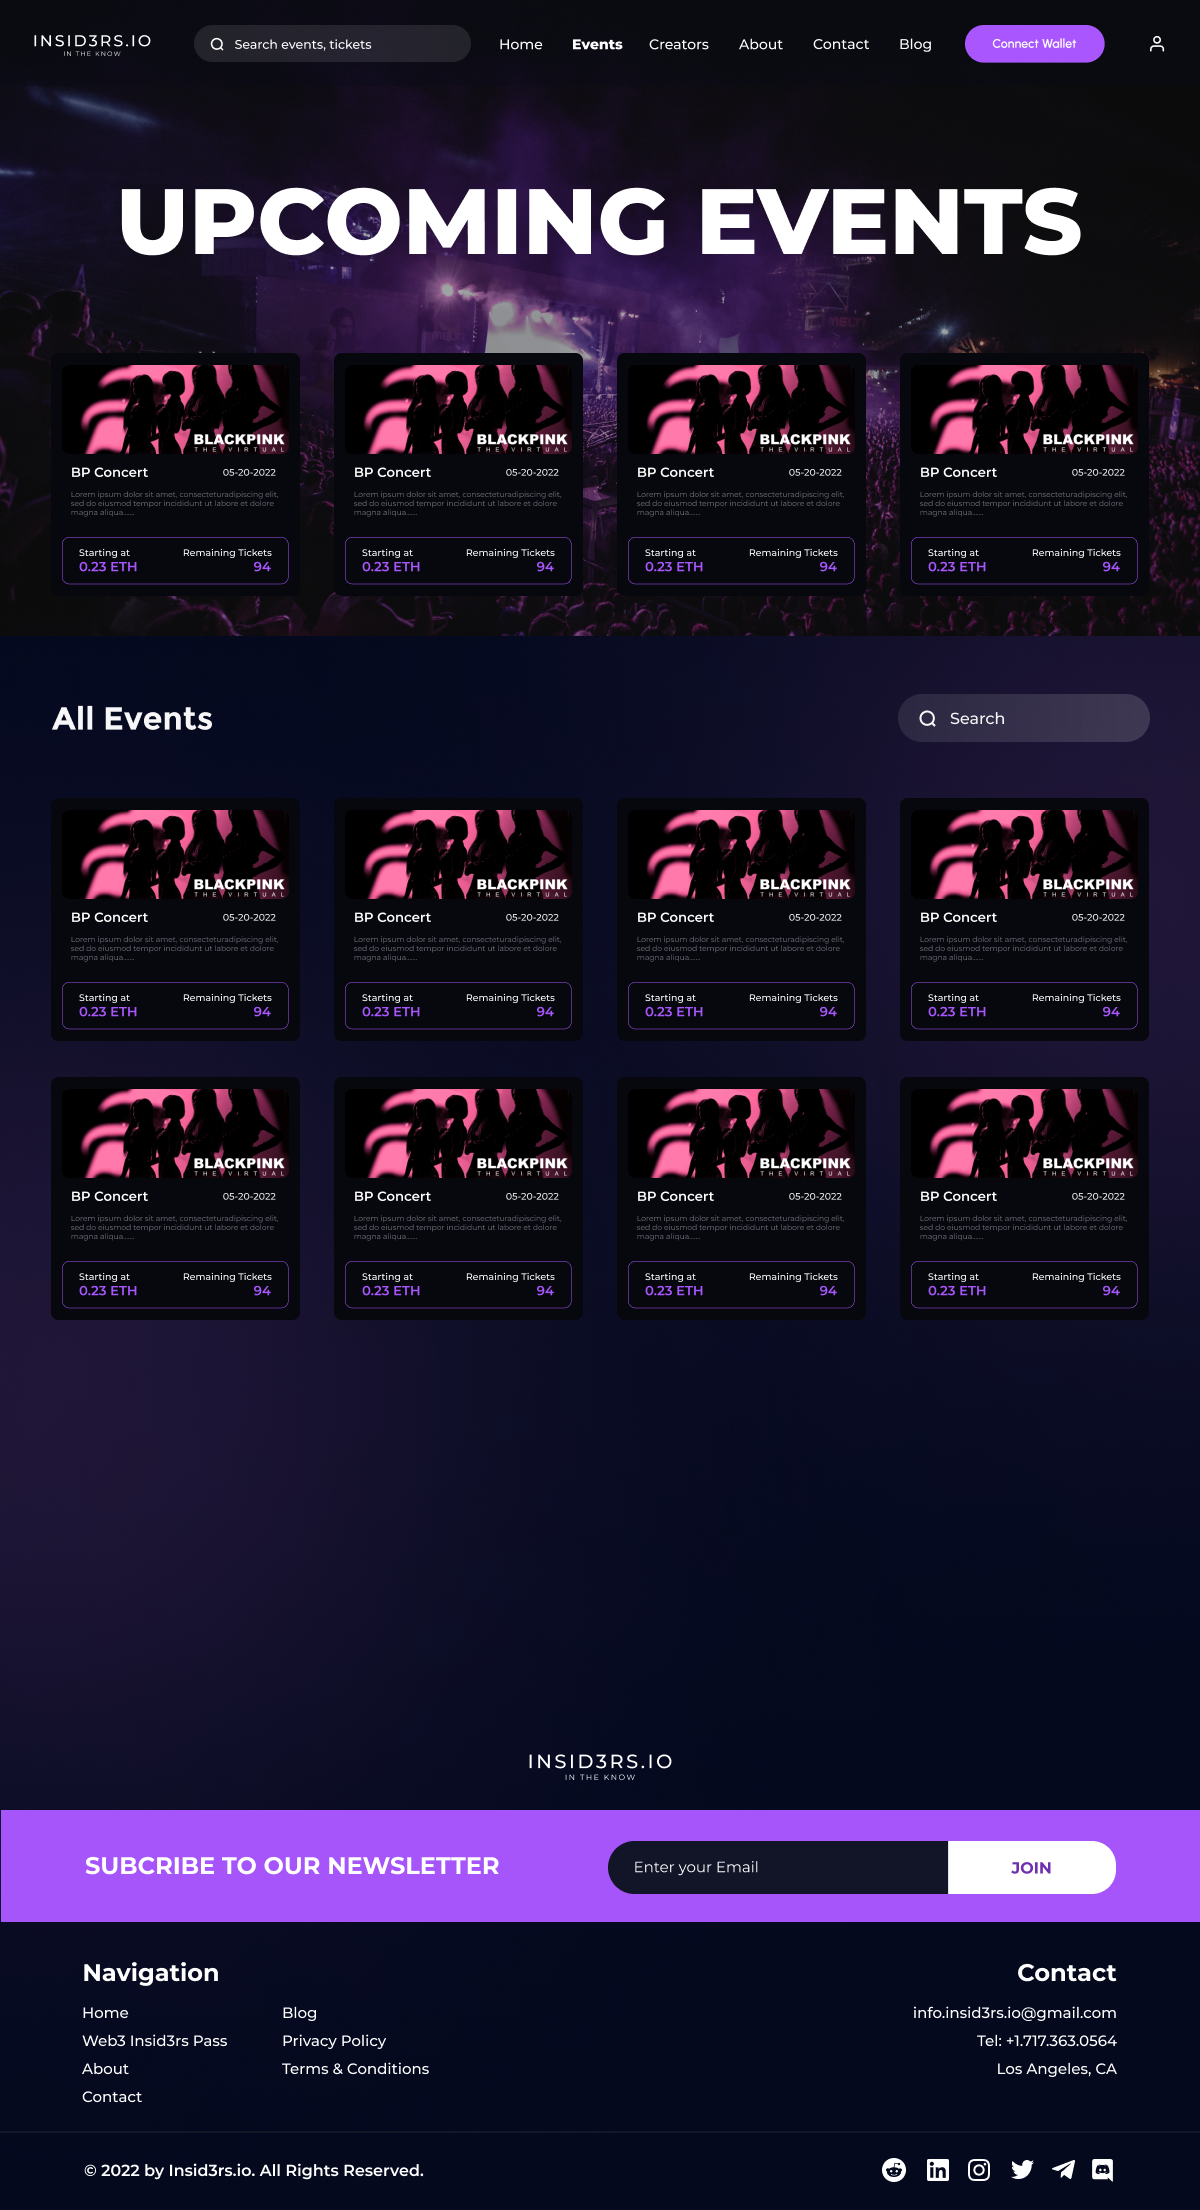 INSID3RS.IO
IN THE KNOW
Search events, tickets
Home
Events
Creators
About
Contact
Blog
Connect Wallet
UPCOMING EVENTS
BLACKPINK
THE VIRTUAL
BP Concert 05-20-2022
Lorem ipsum dolor sit amet, consecteturadipiscing elit,
sed do eiusmod tempor incididunt ut labore et dolore
magna aliqua......
Starting at Remaining Tickets
0.23 ETH 94
BLACKPINK
THE VIRTUAL
BP Concert 05-20-2022
Lorem ipsum dolor sit amet, consecteturadipiscing elit,
sed do eiusmod tempor incididunt ut labore et dolore
magna aliqua......
Starting at Remaining Tickets
0.23 ETH 94
BLACKPINK
THE VIRTUAL
BP Concert 05-20-2022
Lorem ipsum dolor sit amet, consecteturadipiscing elit,
sed do eiusmod tempor incididunt ut labore et dolore
magna aliqua......
Starting at Remaining Tickets
0.23 ETH 94
BLACKPINK
THE VIRTUAL
BP Concert 05-20-2022
Lorem ipsum dolor sit amet, consecteturadipiscing elit,
sed do eiusmod tempor incididunt ut labore et dolore
magna aliqua......
Starting at Remaining Tickets
0.23 ETH 94
All Events
Search
BLACKPINK
THE VIRTUAL
BP Concert 05-20-2022
Lorem ipsum dolor sit amet, consecteturadipiscing elit,
sed do eiusmod tempor incididunt ut labore et dolore
magna aliqua......
Starting at Remaining Tickets
0.23 ETH 94
BLACKPINK
THE VIRTUAL
BP Concert 05-20-2022
Lorem ipsum dolor sit amet, consecteturadipiscing elit,
sed do eiusmod tempor incididunt ut labore et dolore
magna aliqua......
Starting at Remaining Tickets
0.23 ETH 94
BLACKPINK
THE VIRTUAL
BP Concert 05-20-2022
Lorem ipsum dolor sit amet, consecteturadipiscing elit,
sed do eiusmod tempor incididunt ut labore et dolore
magna aliqua......
Starting at Remaining Tickets
0.23 ETH 94
BLACKPINK
THE VIRTUAL
BP Concert 05-20-2022
Lorem ipsum dolor sit amet, consecteturadipiscing elit,
sed do eiusmod tempor incididunt ut labore et dolore
magna aliqua......
Starting at Remaining Tickets
0.23 ETH 94
BLACKPINK
THE VIRTUAL
BP Concert 05-20-2022
Lorem ipsum dolor sit amet, consecteturadipiscing elit,
sed do eiusmod tempor incididunt ut labore et dolore
magna aliqua......
Starting at Remaining Tickets
0.23 ETH 94
BLACKPINK
THE VIRTUAL
BP Concert 05-20-2022
Lorem ipsum dolor sit amet, consecteturadipiscing elit,
sed do eiusmod tempor incididunt ut labore et dolore
magna aliqua......
Starting at Remaining Tickets
0.23 ETH 94
BLACKPINK
THE VIRTUAL
BP Concert 05-20-2022
Lorem ipsum dolor sit amet, consecteturadipiscing elit,
sed do eiusmod tempor incididunt ut labore et dolore
magna aliqua......
Starting at Remaining Tickets
0.23 ETH 94
BLACKPINK
THE VIRTUAL
BP Concert 05-20-2022
Lorem ipsum dolor sit amet, consecteturadipiscing elit,
sed do eiusmod tempor incididunt ut labore et dolore
magna aliqua......
Starting at Remaining Tickets
0.23 ETH 94
INSID3RS.IO
IN THE KNOW
SUBCRIBE TO OUR NEWSLETTER
Enter your Email
JOIN
Navigation
Home
Web3 Insid3rs Pass
About
Contact
Blog
Privacy Policy
Terms & Conditions
Contact
info.insid3rs.io@gmail.com
Tel: +1.717.363.0564
Los Angeles, CA
© 2022 by Insid3rs.io. All Rights Reserved.